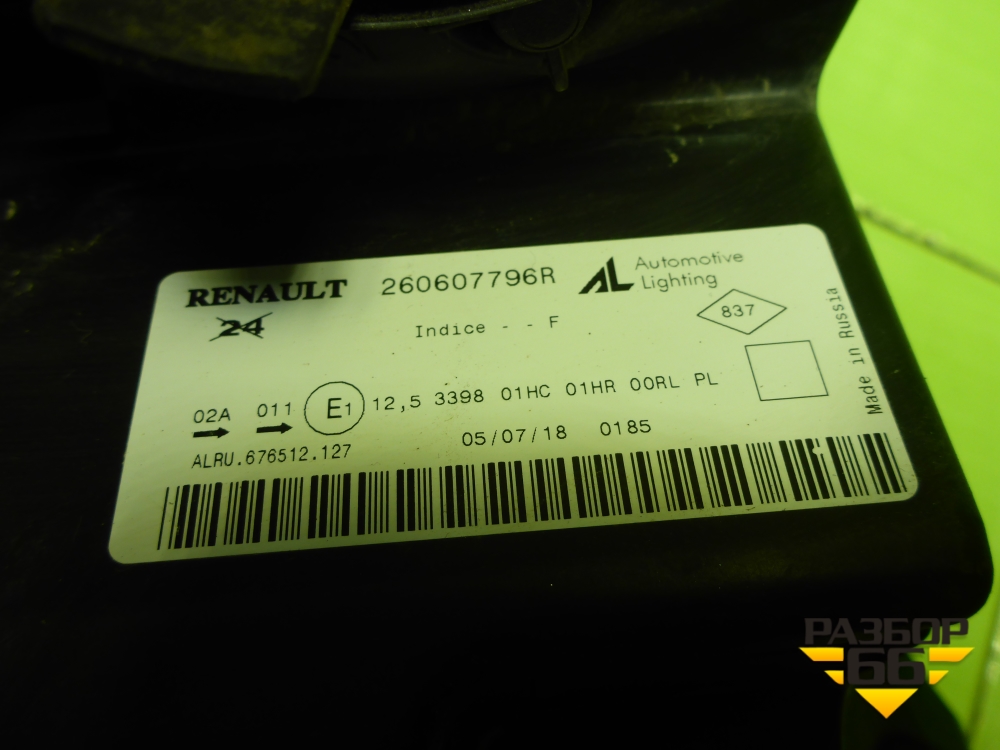 RENAULT 260607796R AL Automotive Lighting
24
Indice - - F
837
Made in Russia
02A 011 E1 12,5 3398 01HC 01HR 00RL PL
05/07/18 0185
ALRU.676512.127
РАЗБОР
66